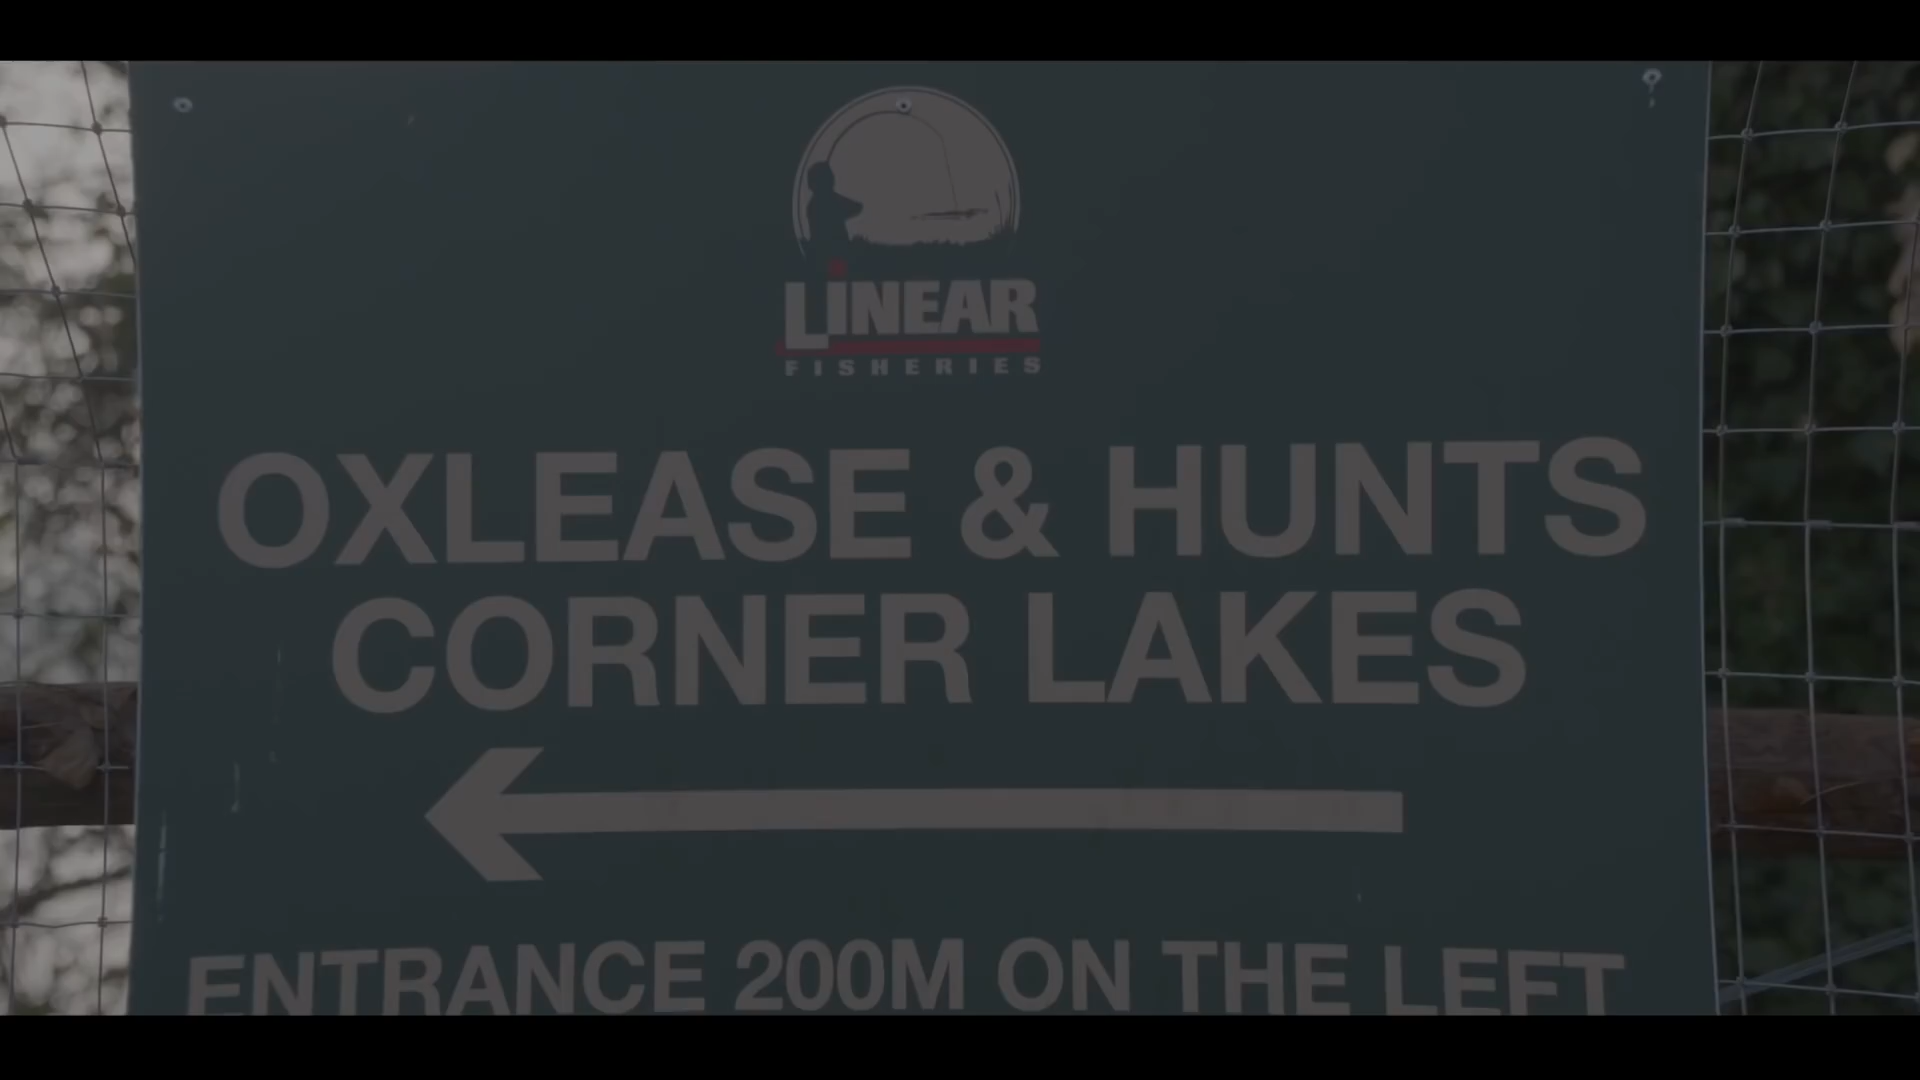 LiNEAR
FISHERIES
OXLEASE & HUNTS
CORNER LAKES
ENTRANCE 200M ON THE LEFT